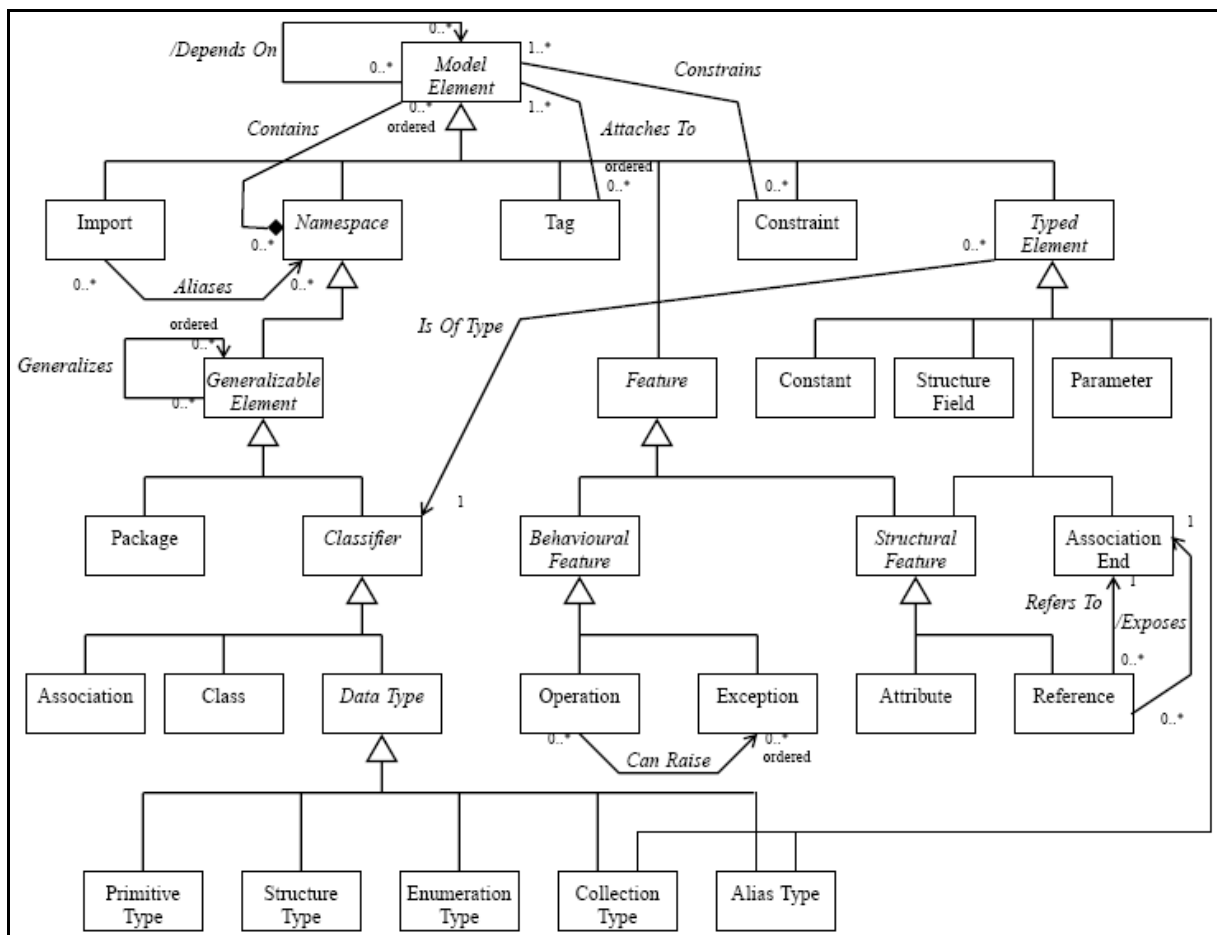 0..*
/Depends On
1..*
0..*
Model
Element
Constrains
0..*
1..*
ordered
Contains
Attaches To
ordered
0..*
0..*
Import
Namespace
Tag
Constraint
Typed
Element
0..*
0..*
0..*
Aliases
0..*
ordered
0..*
Generalizes
Is Of Type
Generalizable
Element
0..*
Feature
Constant
Structure
Field
Parameter
1
1
Package
Classifier
Behavioural
Feature
Structural
Feature
Association
End
1
Refers To
/Exposes
0..*
Association
Class
Data Type
Operation
Exception
Attribute
Reference
0..*
0..*
0..*
ordered
Can Raise
Primitive
Type
Structure
Type
Enumeration
Type
Collection
Type
Alias Type